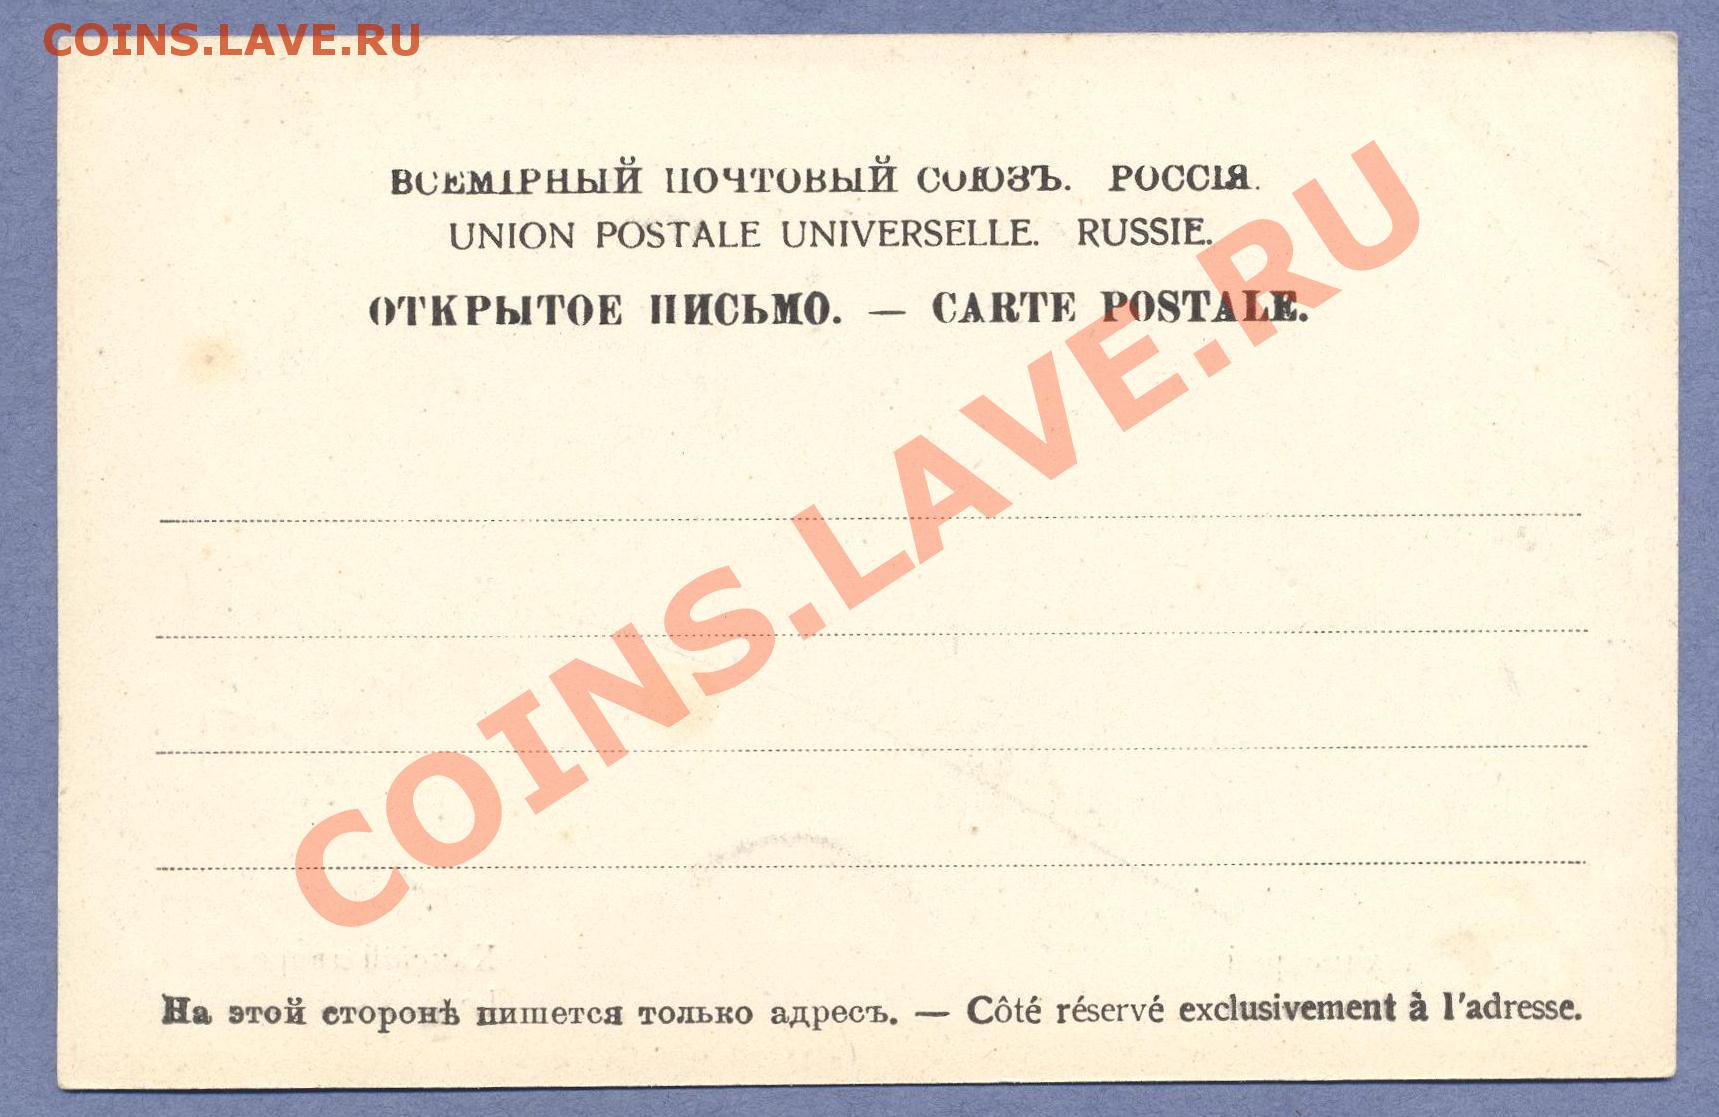 COINS.LAVE.RU
ВСЕМІРНЫЙ ПОЧТОВЫЙ СОЮЗЪ. РОССІЯ.
UNION POSTALE UNIVERSELLE. RUSSIE.
ОТКРЫТОЕ ПИСЬМО. — CARTE POSTALE.
COINS.LAVE.RU
На этой сторонѣ пишется только адресъ. — Côté réservé exclusivement à l'adresse.